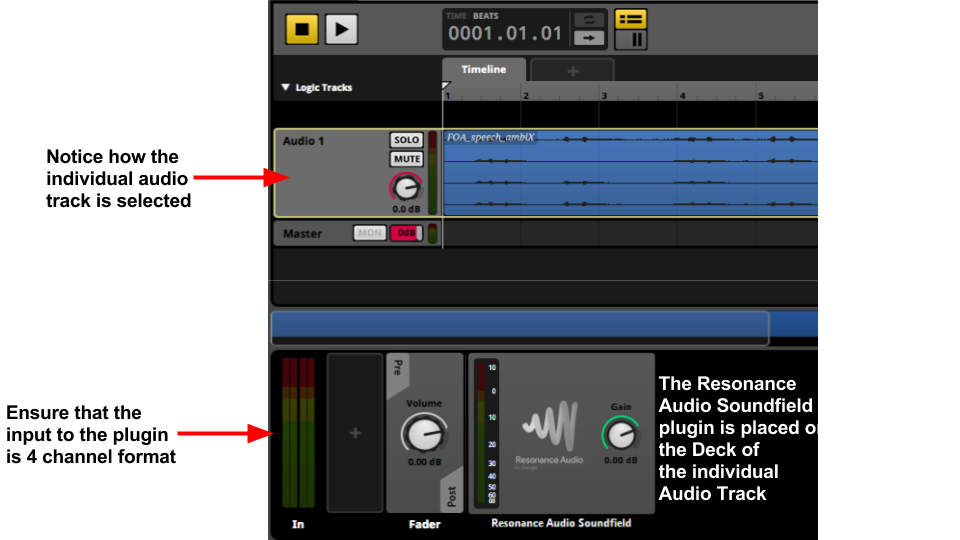 TIME BEATS
0001.01.01
Timeline
+
Logic Tracks
1 2 3 4 5
Audio 1
SOLO
MUTE
0.0 dB
FOA_speech_ambiX
Master
MON
0dB
Notice how the
individual audio
track is selected
Ensure that the
input to the plugin
is 4 channel format
In
+
Pre
Volume
0.00 dB
Post
Fader
10
0
10
20
30
40
50
60
∞
Resonance Audio
by Google
Gain
0.00 dB
Resonance Audio Soundfield
The Resonance
Audio Soundfield
plugin is placed o
the Deck of
the individual
Audio Track